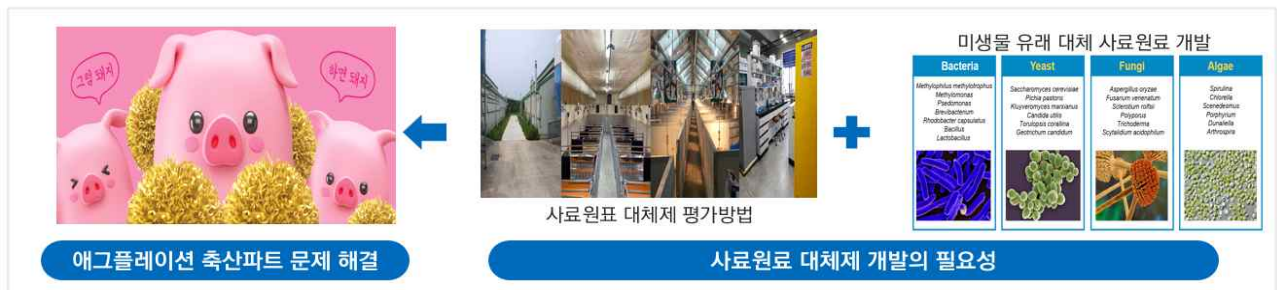 그럼 돼지
하면 돼지
사료원표 대체제 평가방법
미생물 유래 대체 사료원료 개발
Bacteria
Methylophilus methylotrophus
Methylomonas
Psedomonas
Brevibacterium
Rhodobacter capsulatus
Bacillus
Lactobacillus
Yeast
Saccharomyces cerevisiae
Pichia pastoris
Kluyveromyces marxianus
Candida utilis
Torulopsis corallina
Geotrichum candidum
Fungi
Aspergillus oryzae
Fusarium venenatum
Sclerotium rolfsii
Polyporus
Trichoderma
Scytalidium acidophilum
Algae
Spirulina
Chlorella
Scenedesmus
Porphyrium
Dunaliella
Arthrospira
애그플레이션 축산파트 문제 해결
사료원료 대체제 개발의 필요성